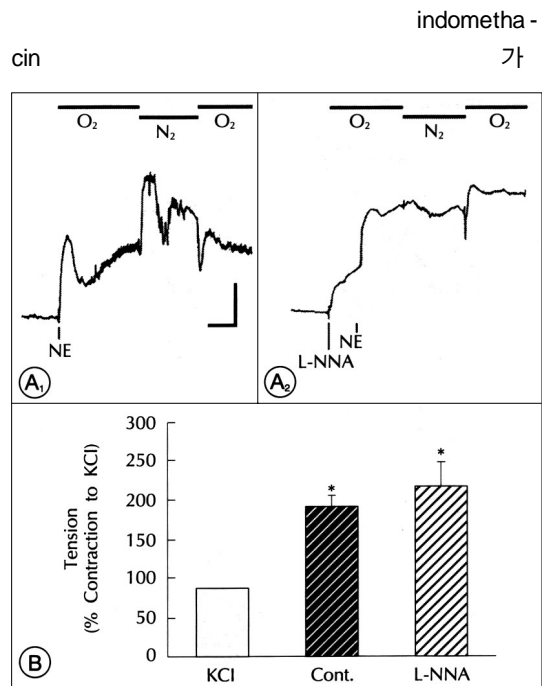 indometha-
cin 가
O₂ N₂ O₂
NE
A₁
O₂ N₂ O₂
NE
L-NNA
A₂
Tension
(% Contraction to KCl)
300
250
200
150
100
50
0
* *
KCl Cont. L-NNA
B